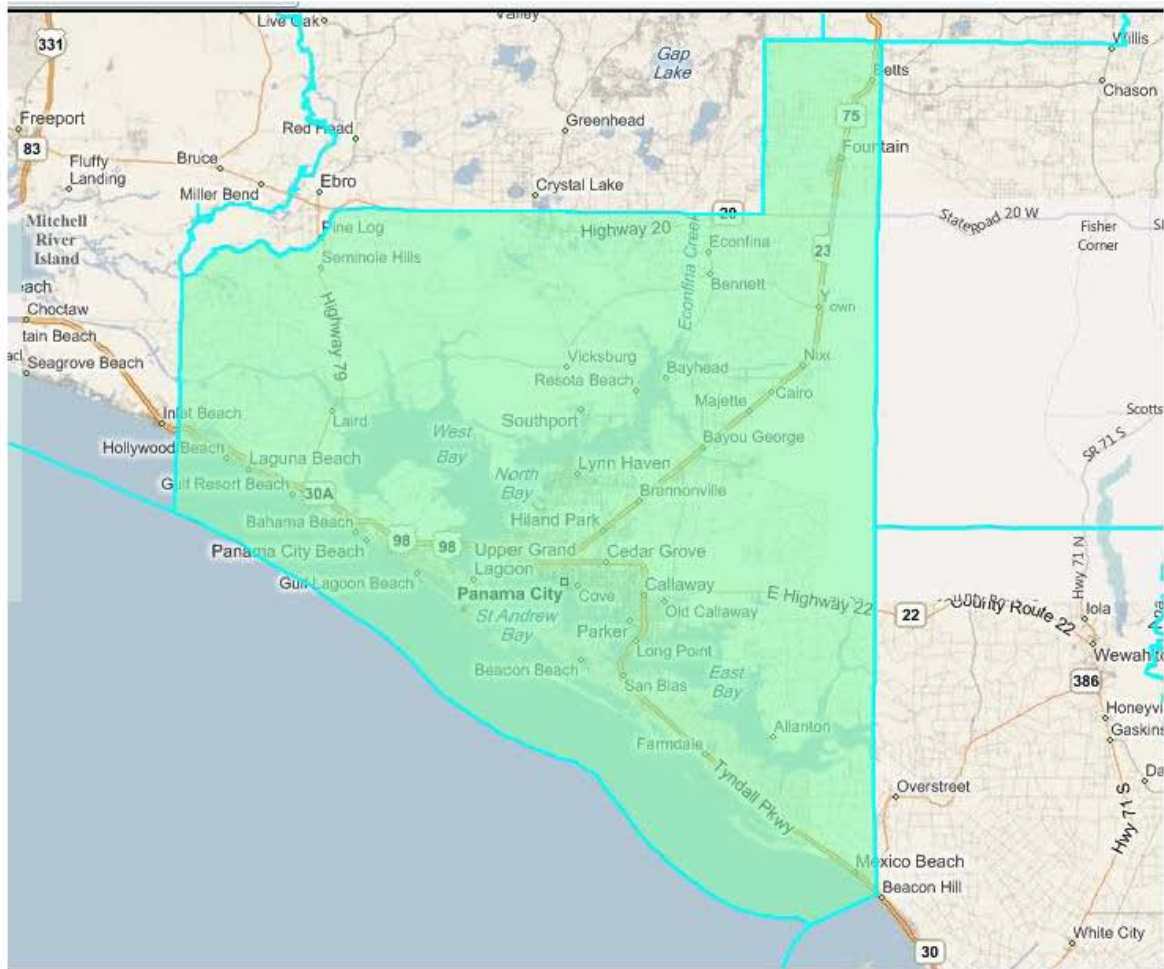 Valley
Live Oak
331
Gap
Lake
Willis
Betts
Chason
75
Freeport
Greenhead
Red Head
83
Bruce
Fountain
Fluffy
Landing
Miller Bend
Ebro
Crystal Lake
20
Mitchell
River
Island
Pine Log
Highway 20
Econfina
StateRoad 20 W
Fisher
Corner
23
Seminole Hills
Bennett
each
Econfina Creek
Choctaw
own
Highway 79
tain Beach
Vicksburg
Seagrove Beach
Bayhead
Resota Beach
Cairo
Majette
Inlet Beach
Laird
Southport
Scotts
West
Bay
Hollywood Beach
Bayou George
SR 71 S
Laguna Beach
Lynn Haven
North
Bay
Gulf Resort Beach
30A
Brannonville
Bahama Beach
Hiland Park
98
98
Panama City Beach
Upper Grand
Lagoon
Cedar Grove
Gulf Lagoon Beach
Panama City
Cove
Callaway
E Highway 22
Old Callaway
22
County Route 22
Hwy 71 N
Iola
St Andrew
Bay
Parker
Long Point
Beacon Beach
East
Bay
San Blas
386
Honeyvi
Allanton
Gaskins
Farmdale
Da
Overstreet
Tyndall Pkwy
Hwy 71 S
Mexico Beach
Beacon Hill
White City
30